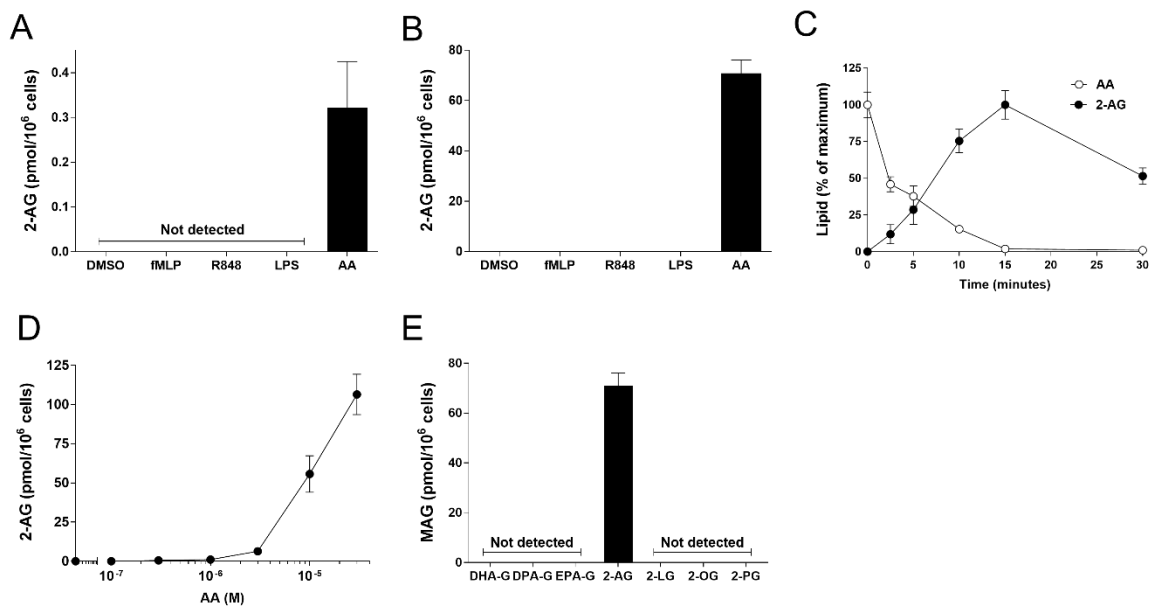 A
2-AG (pmol/10⁶ cells)
0.4
0.3
0.2
0.1
0.0
Not detected
DMSO fMLP R848 LPS AA
B
2-AG (pmol/10⁶ cells)
80
60
40
20
0
DMSO fMLP R848 LPS AA
C
Lipid (% of maximum)
125
100
75
50
25
0
AA
2-AG
0 5 10 15 20 25 30
Time (minutes)
D
2-AG (pmol/10⁶ cells)
125
100
75
50
25
0
10⁻⁷ 10⁻⁶ 10⁻⁵
AA (M)
E
MAG (pmol/10⁶ cells)
80
60
40
20
0
Not detected Not detected
DHA-G DPA-G EPA-G 2-AG 2-LG 2-OG 2-PG